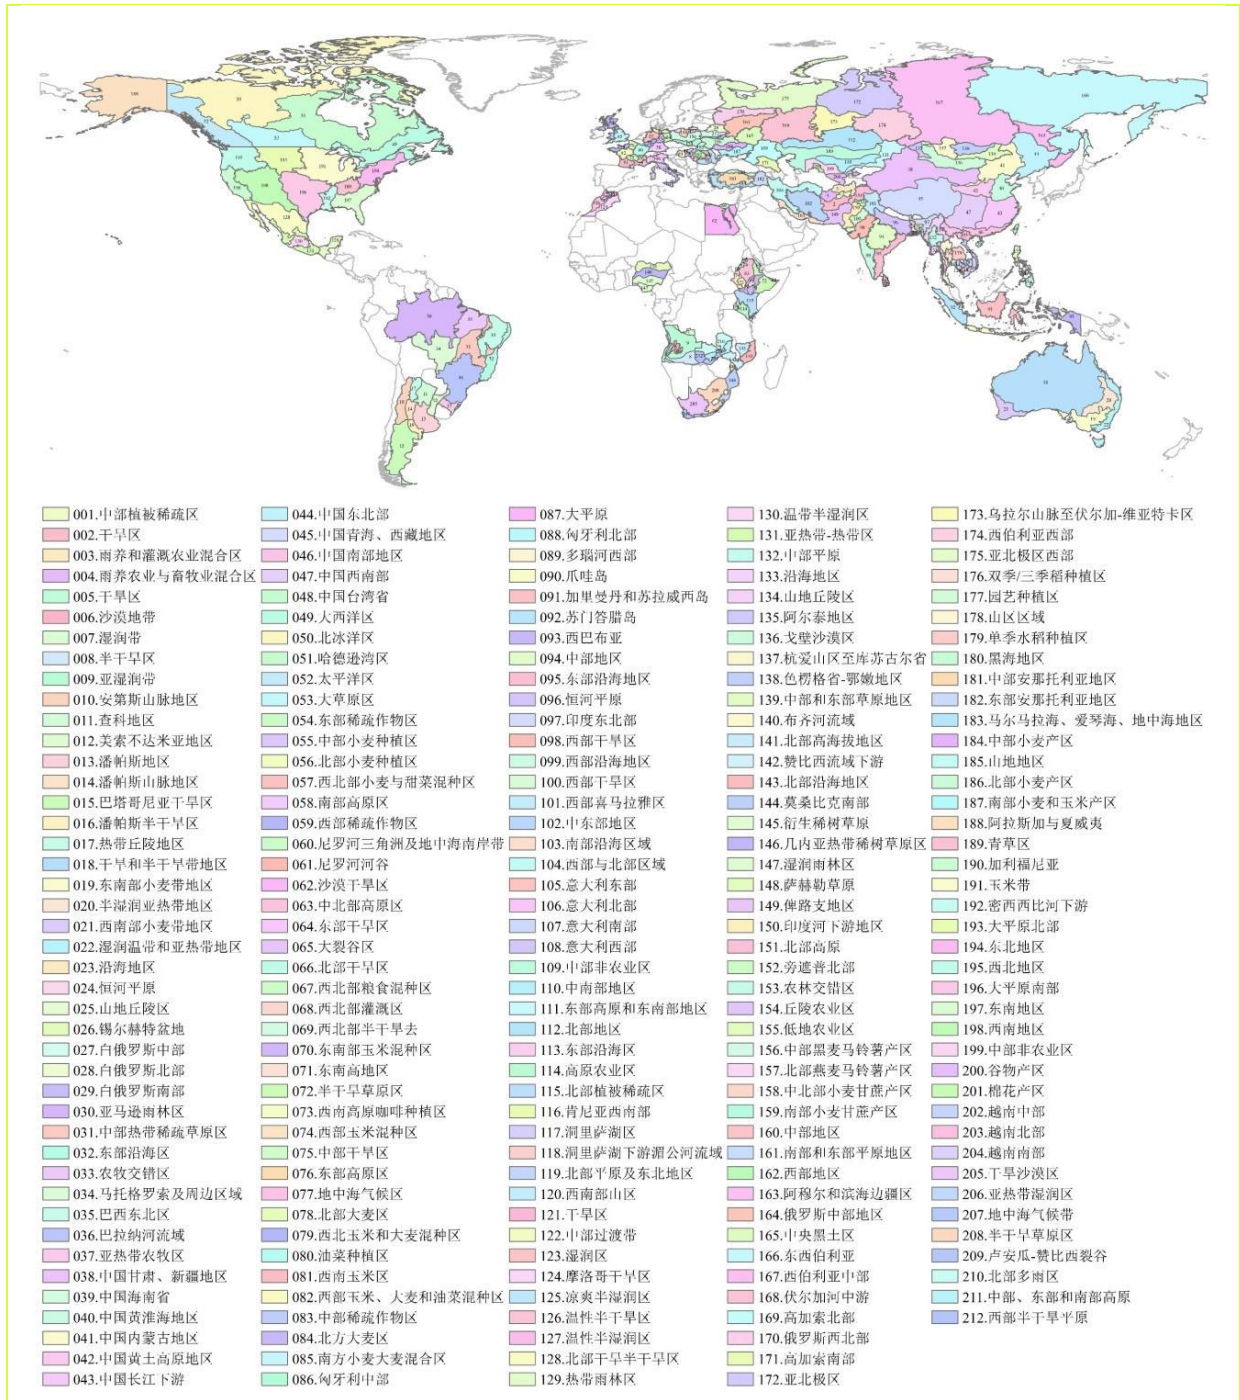 001.中部植被稀疏区
002.干旱区
003.雨养和灌溉农业混合区
004.雨养农业与畜牧业混合区
005.干旱区
006.沙漠地带
007.湿润带
008.半干旱区
009.亚湿润带
010.安第斯山脉地区
011.查科地区
012.美索不达米亚地区
013.潘帕斯地区
014.潘帕斯山脉地区
015.巴塔哥尼亚干旱区
016.潘帕斯半干旱区
017.热带丘陵地区
018.干旱和半干旱带地区
019.东南部小麦带地区
020.半湿润亚热带地区
021.西南部小麦带地区
022.湿润温带和亚热带地区
023.沿海地区
024.恒河平原
025.山地丘陵区
026.锡尔赫特盆地
027.白俄罗斯中部
028.白俄罗斯北部
029.白俄罗斯南部
030.亚马逊雨林区
031.中部热带稀疏草原区
032.东部沿海区
033.农牧交错区
034.马托格罗索及周边区域
035.巴西东北区
036.巴拉纳河流域
037.亚热带农牧区
038.中国甘肃、新疆地区
039.中国海南省
040.中国黄淮海地区
041.中国内蒙古地区
042.中国黄土高原地区
043.中国长江下游
044.中国东北部
045.中国青海、西藏地区
046.中国南部地区
047.中国西南部
048.中国台湾省
049.大西洋区
050.北冰洋区
051.哈德逊湾区
052.太平洋区
053.大草原区
054.东部稀疏作物区
055.中部小麦种植区
056.北部小麦种植区
057.西北部小麦与甜菜混种区
058.南部高原区
059.西部稀疏作物区
060.尼罗河三角洲及地中海南岸带
061.尼罗河河谷
062.沙漠干旱区
063.中北部高原区
064.东部干旱区
065.大裂谷区
066.北部干旱区
067.西北部粮食混种区
068.西北部灌溉区
069.西北部半干旱去
070.东南部玉米混种区
071.东南高地区
072.半干旱草原区
073.西南高原咖啡种植区
074.西部玉米混种区
075.中部干旱区
076.东部高原区
077.地中海气候区
078.北部大麦区
079.西北玉米和大麦混种区
080.油菜种植区
081.西南玉米区
082.西部玉米、大麦和油菜混种区
083.中部稀疏作物区
084.北方大麦区
085.南方小麦大麦混合区
086.匈牙利中部
087.大平原
088.匈牙利北部
089.多瑙河西部
090.爪哇岛
091.加里曼丹和苏拉威西岛
092.苏门答腊岛
093.西巴布亚
094.中部地区
095.东部沿海地区
096.恒河平原
097.印度东北部
098.西部干旱区
099.西部沿海地区
100.西部干旱区
101.西部喜马拉雅区
102.中东部地区
103.南部沿海区域
104.西部与北部区域
105.意大利东部
106.意大利北部
107.意大利南部
108.意大利西部
109.中部非农业区
110.中南部地区
111.东部高原和东南部地区
112.北部地区
113.东部沿海区
114.高原农业区
115.北部植被稀疏区
116.肯尼亚西南部
117.洞里萨湖区
118.洞里萨湖下游湄公河流域
119.北部平原及东北地区
120.西南部山区
121.干旱区
122.中部过渡带
123.湿润区
124.摩洛哥干旱区
125.凉爽半湿润区
126.温性半干旱区
127.温性半湿润区
128.北部干旱半干旱区
129.热带雨林区
130.温带半湿润区
131.亚热带-热带区
132.中部平原
133.沿海地区
134.山地丘陵区
135.阿尔泰地区
136.戈壁沙漠区
137.杭爱山区至库苏古尔省
138.色楞格省-鄂嫩地区
139.中部和东部草原地区
140.布齐河流域
141.北部高海拔地区
142.赞比西流域下游
143.北部沿海地区
144.莫桑比克南部
145.衍生稀树草原
146.几内亚热带稀树草原区
147.湿润雨林区
148.萨赫勒草原
149.俾路支地区
150.印度河下游地区
151.北部高原
152.旁遮普北部
153.农林交错区
154.丘陵农业区
155.低地农业区
156.中部黑麦马铃薯产区
157.北部燕麦马铃薯产区
158.中北部小麦甘蔗产区
159.南部小麦甘蔗产区
160.中部地区
161.南部和东部平原地区
162.西部地区
163.阿穆尔和滨海边疆区
164.俄罗斯中部地区
165.中央黑土区
166.东西伯利亚
167.西伯利亚中部
168.伏尔加河中游
169.高加索北部
170.俄罗斯西北部
171.高加索南部
172.亚北极区
173.乌拉尔山脉至伏尔加-维亚特卡区
174.西伯利亚西部
175.亚北极区西部
176.双季/三季稻种植区
177.园艺种植区
178.山区区域
179.单季水稻种植区
180.黑海地区
181.中部安那托利亚地区
182.东部安那托利亚地区
183.马尔马拉海、爱琴海、地中海地区
184.中部小麦产区
185.山地地区
186.北部小麦产区
187.南部小麦和玉米产区
188.阿拉斯加与夏威夷
189.青草区
190.加利福尼亚
191.玉米带
192.密西西比河下游
193.大平原北部
194.东北地区
195.西北地区
196.大平原南部
197.东南地区
198.西南地区
199.中部非农业区
200.谷物产区
201.棉花产区
202.越南中部
203.越南北部
204.越南南部
205.干旱沙漠区
206.亚热带湿润区
207.地中海气候带
208.半干旱草原区
209.卢安瓜-赞比西裂谷
210.北部多雨区
211.中部、东部和南部高原
212.西部半干旱平原